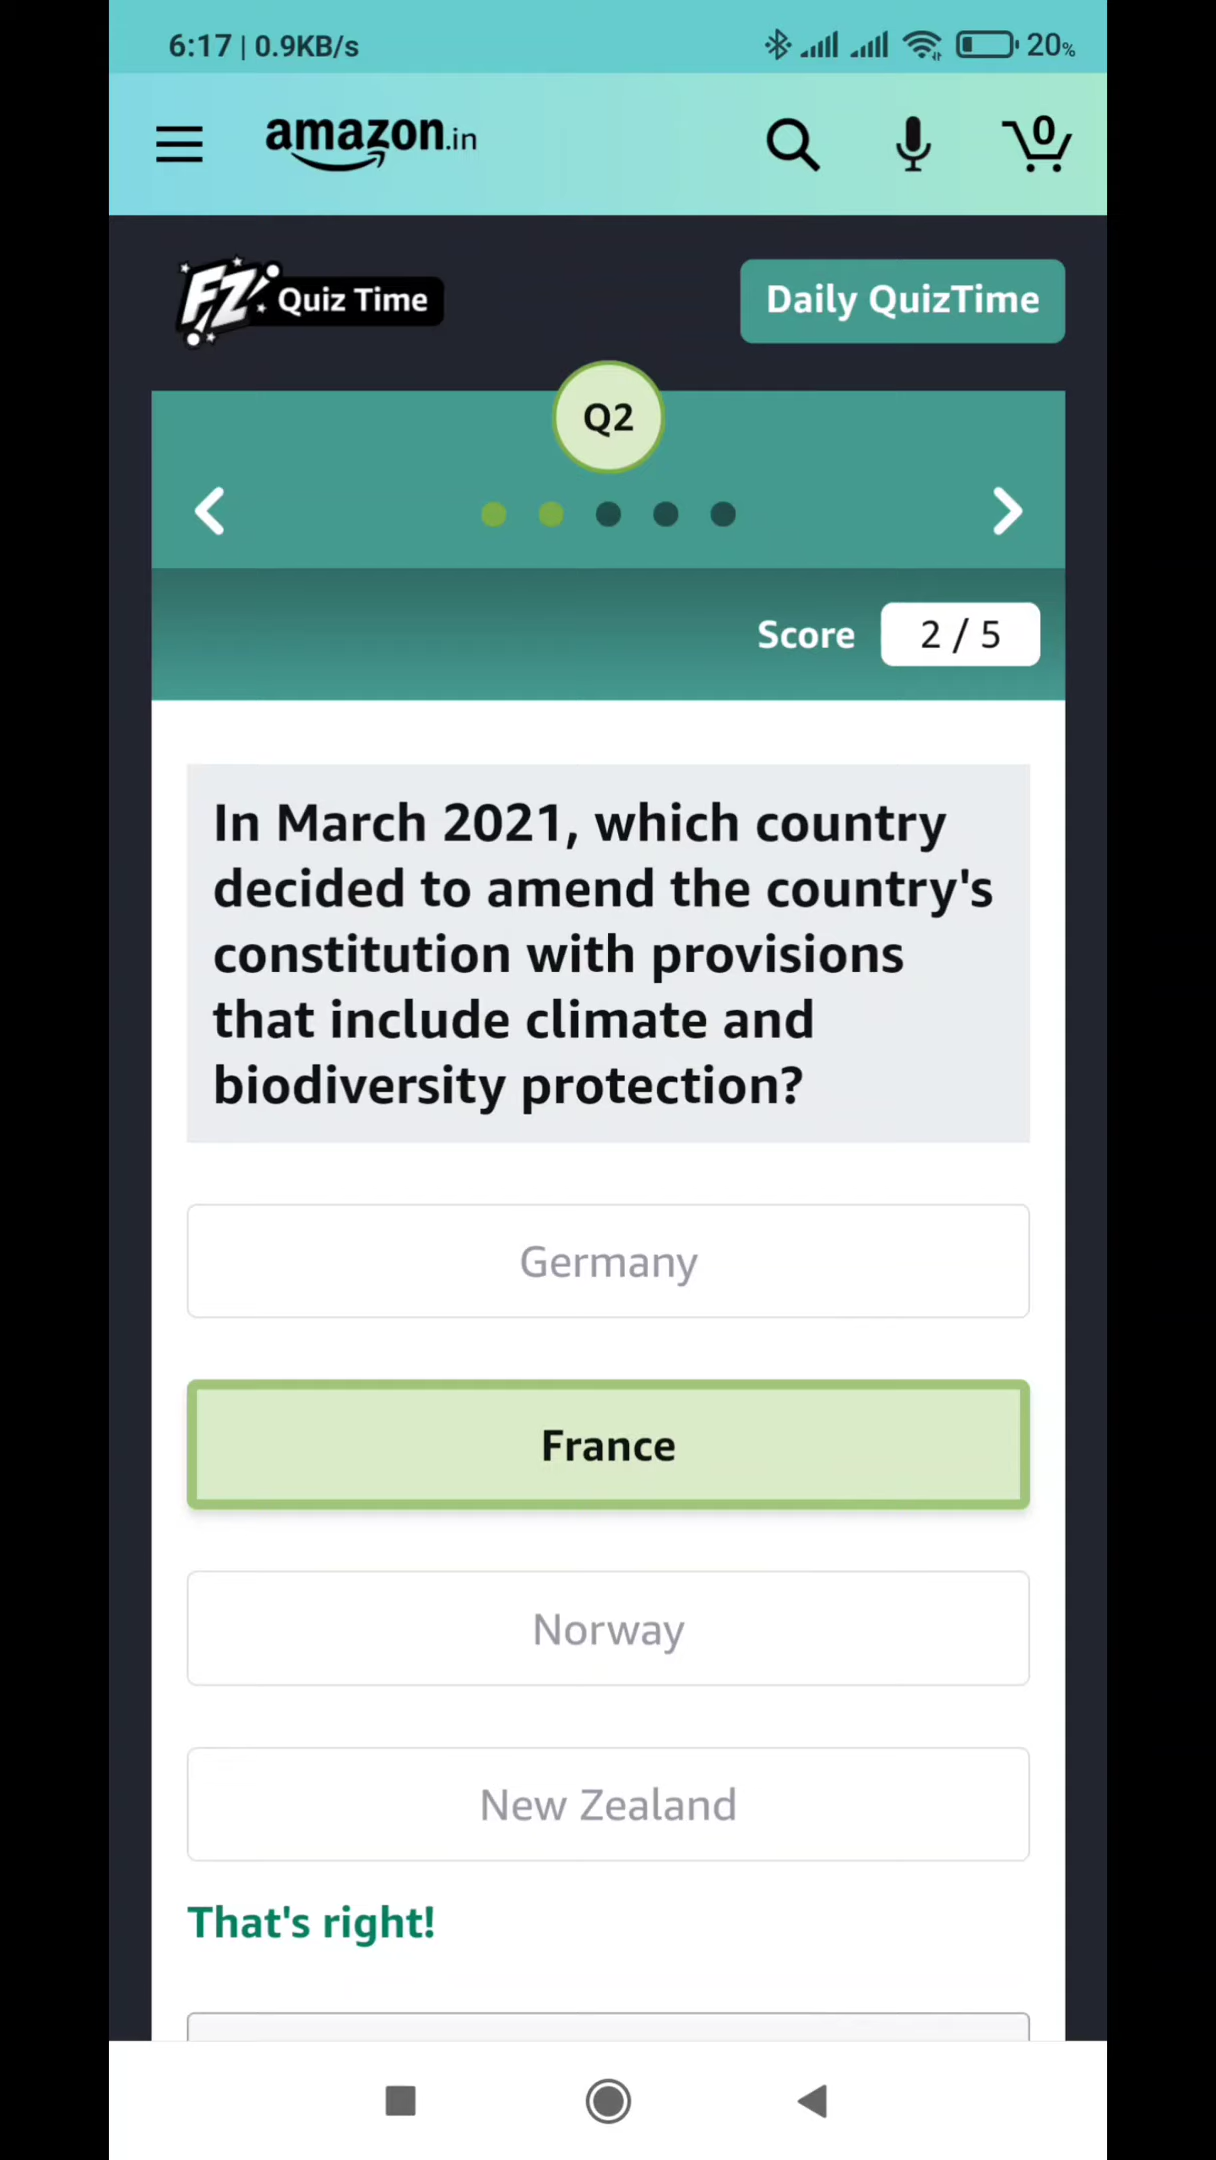 6:17 | 0.9KB/s 20%
amazon.in 0
FZ Quiz Time Daily QuizTime
Q2
Score 2 / 5
In March 2021, which country
decided to amend the country's
constitution with provisions
that include climate and
biodiversity protection?
Germany
France
Norway
New Zealand
That's right!